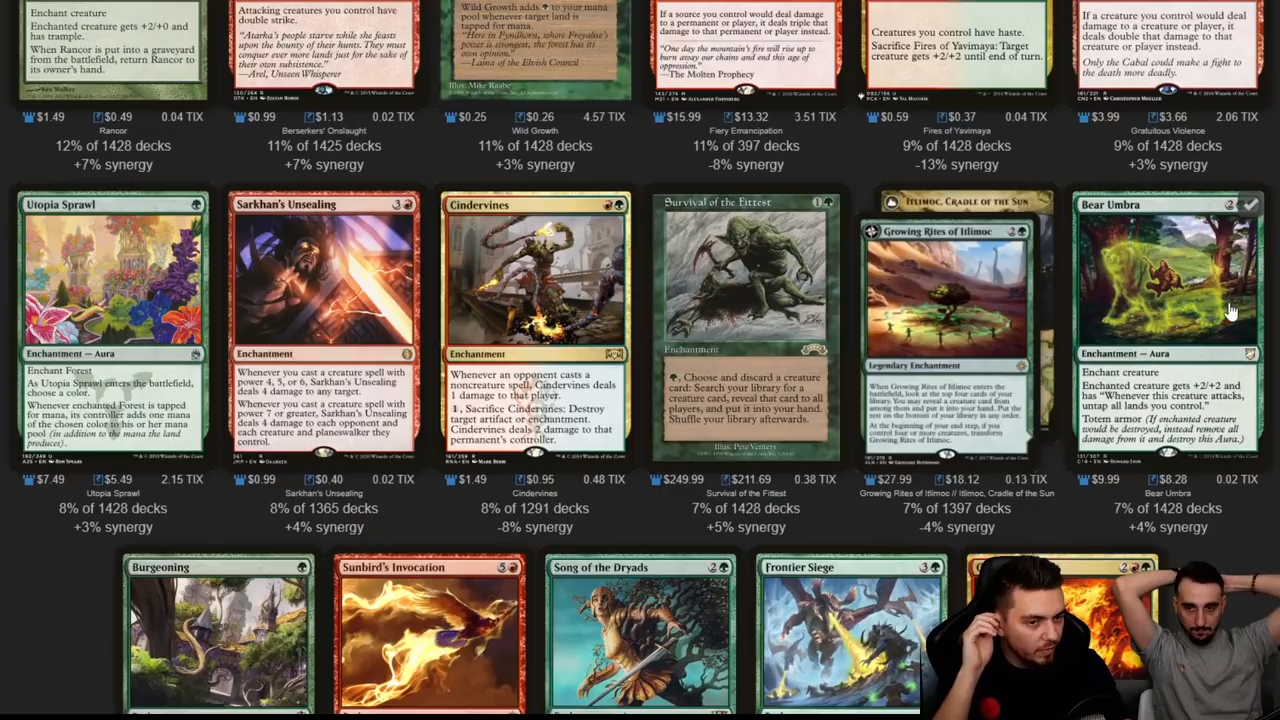 Enchant creature
Enchanted creature gets +2/+0 and
has trample.
When Rancor is put into a graveyard
from the battlefield, return Rancor to
its owner's hand.
Attacking creatures you control have
double strike.
"Atarka's people starve while she feasts
upon the bounty of their hunts. They must
conquer ever more lands just for the sake of
their own subsistence."
—Arel, Unseen Whisperer
Wild Growth adds to your mana
pool whenever target land is
tapped for mana.
"Here in Fyndhorn, where Freyalise's
power is strongest, the forest has
its own opinion."
—Laina of the Elvish Council
Illus. Mike Raabe
If a source you control would deal damage
to a permanent or player, it deals triple that
damage to that permanent or player instead.
"One day the mountain's fire will rise up to
bury away our chains and end this age of
oppression."
—The Molten Prophecy
Creatures you control have haste.
Sacrifice Fires of Yavimaya: Target
creature gets +2/+2 until end of turn.
If a creature you control would deal
damage to a creature or player, it
deals double that damage to that
creature or player instead.
Only the Cabal could make a fight to
the death more deadly.
$1.49 $0.49 0.04 TIX
Rancor
12% of 1428 decks
+7% synergy
$0.99 $1.13 0.02 TIX
Berserkers' Onslaught
11% of 1425 decks
+7% synergy
$0.25 $0.26 4.57 TIX
Wild Growth
11% of 1428 decks
+3% synergy
$15.99 $13.32 3.51 TIX
Fiery Emancipation
11% of 397 decks
-8% synergy
$0.59 $0.37 0.04 TIX
Fires of Yavimaya
9% of 1428 decks
-13% synergy
$3.99 $3.66 2.06 TIX
Gratuitous Violence
9% of 1428 decks
+3% synergy
Utopia Sprawl
Enchantment — Aura
Enchant Forest
As Utopia Sprawl enters the battlefield,
choose a color.
Whenever enchanted Forest is tapped
for mana, its controller adds one mana
of the chosen color to his or her mana
pool (in addition to the mana the land
produces).
$7.49 $5.49 2.15 TIX
Utopia Sprawl
8% of 1428 decks
+3% synergy
Sarkhan's Unsealing 3
Enchantment
Whenever you cast a creature spell with
power 4, 5, or 6, Sarkhan's Unsealing
deals 4 damage to any target.
Whenever you cast a creature spell with
power 7 or greater, Sarkhan's Unsealing
deals 4 damage to each opponent and
each creature and planeswalker they
control.
$0.99 $0.40 0.02 TIX
Sarkhan's Unsealing
8% of 1365 decks
+4% synergy
Cindervines
Enchantment
Whenever an opponent casts a
noncreature spell, Cindervines deals
1 damage to that player.
1, Sacrifice Cindervines: Destroy
target artifact or enchantment.
Cindervines deals 2 damage to that
permanent's controller.
$1.49 $0.95 0.48 TIX
Cindervines
8% of 1291 decks
-8% synergy
Survival of the Fittest 1
Enchantment
, Choose and discard a creature
card: Search your library for a
creature card, reveal that card to all
players, and put it into your hand.
Shuffle your library afterwards.
Illus. Pete Venters
$249.99 $211.69 0.38 TIX
Survival of the Fittest
7% of 1428 decks
+5% synergy
Itlimoc, Cradle of the Sun
Growing Rites of Itlimoc 2
Legendary Enchantment
When Growing Rites of Itlimoc enters the
battlefield, look at the top four cards of your
library. You may reveal a creature card from
among them and put it into your hand. Put the
rest on the bottom of your library in any order.
At the beginning of your end step, if you
control four or more creatures, transform
Growing Rites of Itlimoc.
$27.99 $18.12 0.13 TIX
Growing Rites of Itlimoc // Itlimoc, Cradle of the Sun
7% of 1397 decks
-4% synergy
Bear Umbra 2
Enchantment — Aura
Enchant creature
Enchanted creature gets +2/+2 and
has "Whenever this creature attacks,
untap all lands you control."
Totem armor (If enchanted creature
would be destroyed, instead remove all
damage from it and destroy this Aura.)
$9.99 $8.28 0.02 TIX
Bear Umbra
7% of 1428 decks
+4% synergy
Burgeoning
Sunbird's Invocation 5
Song of the Dryads 2
Frontier Siege 3
2